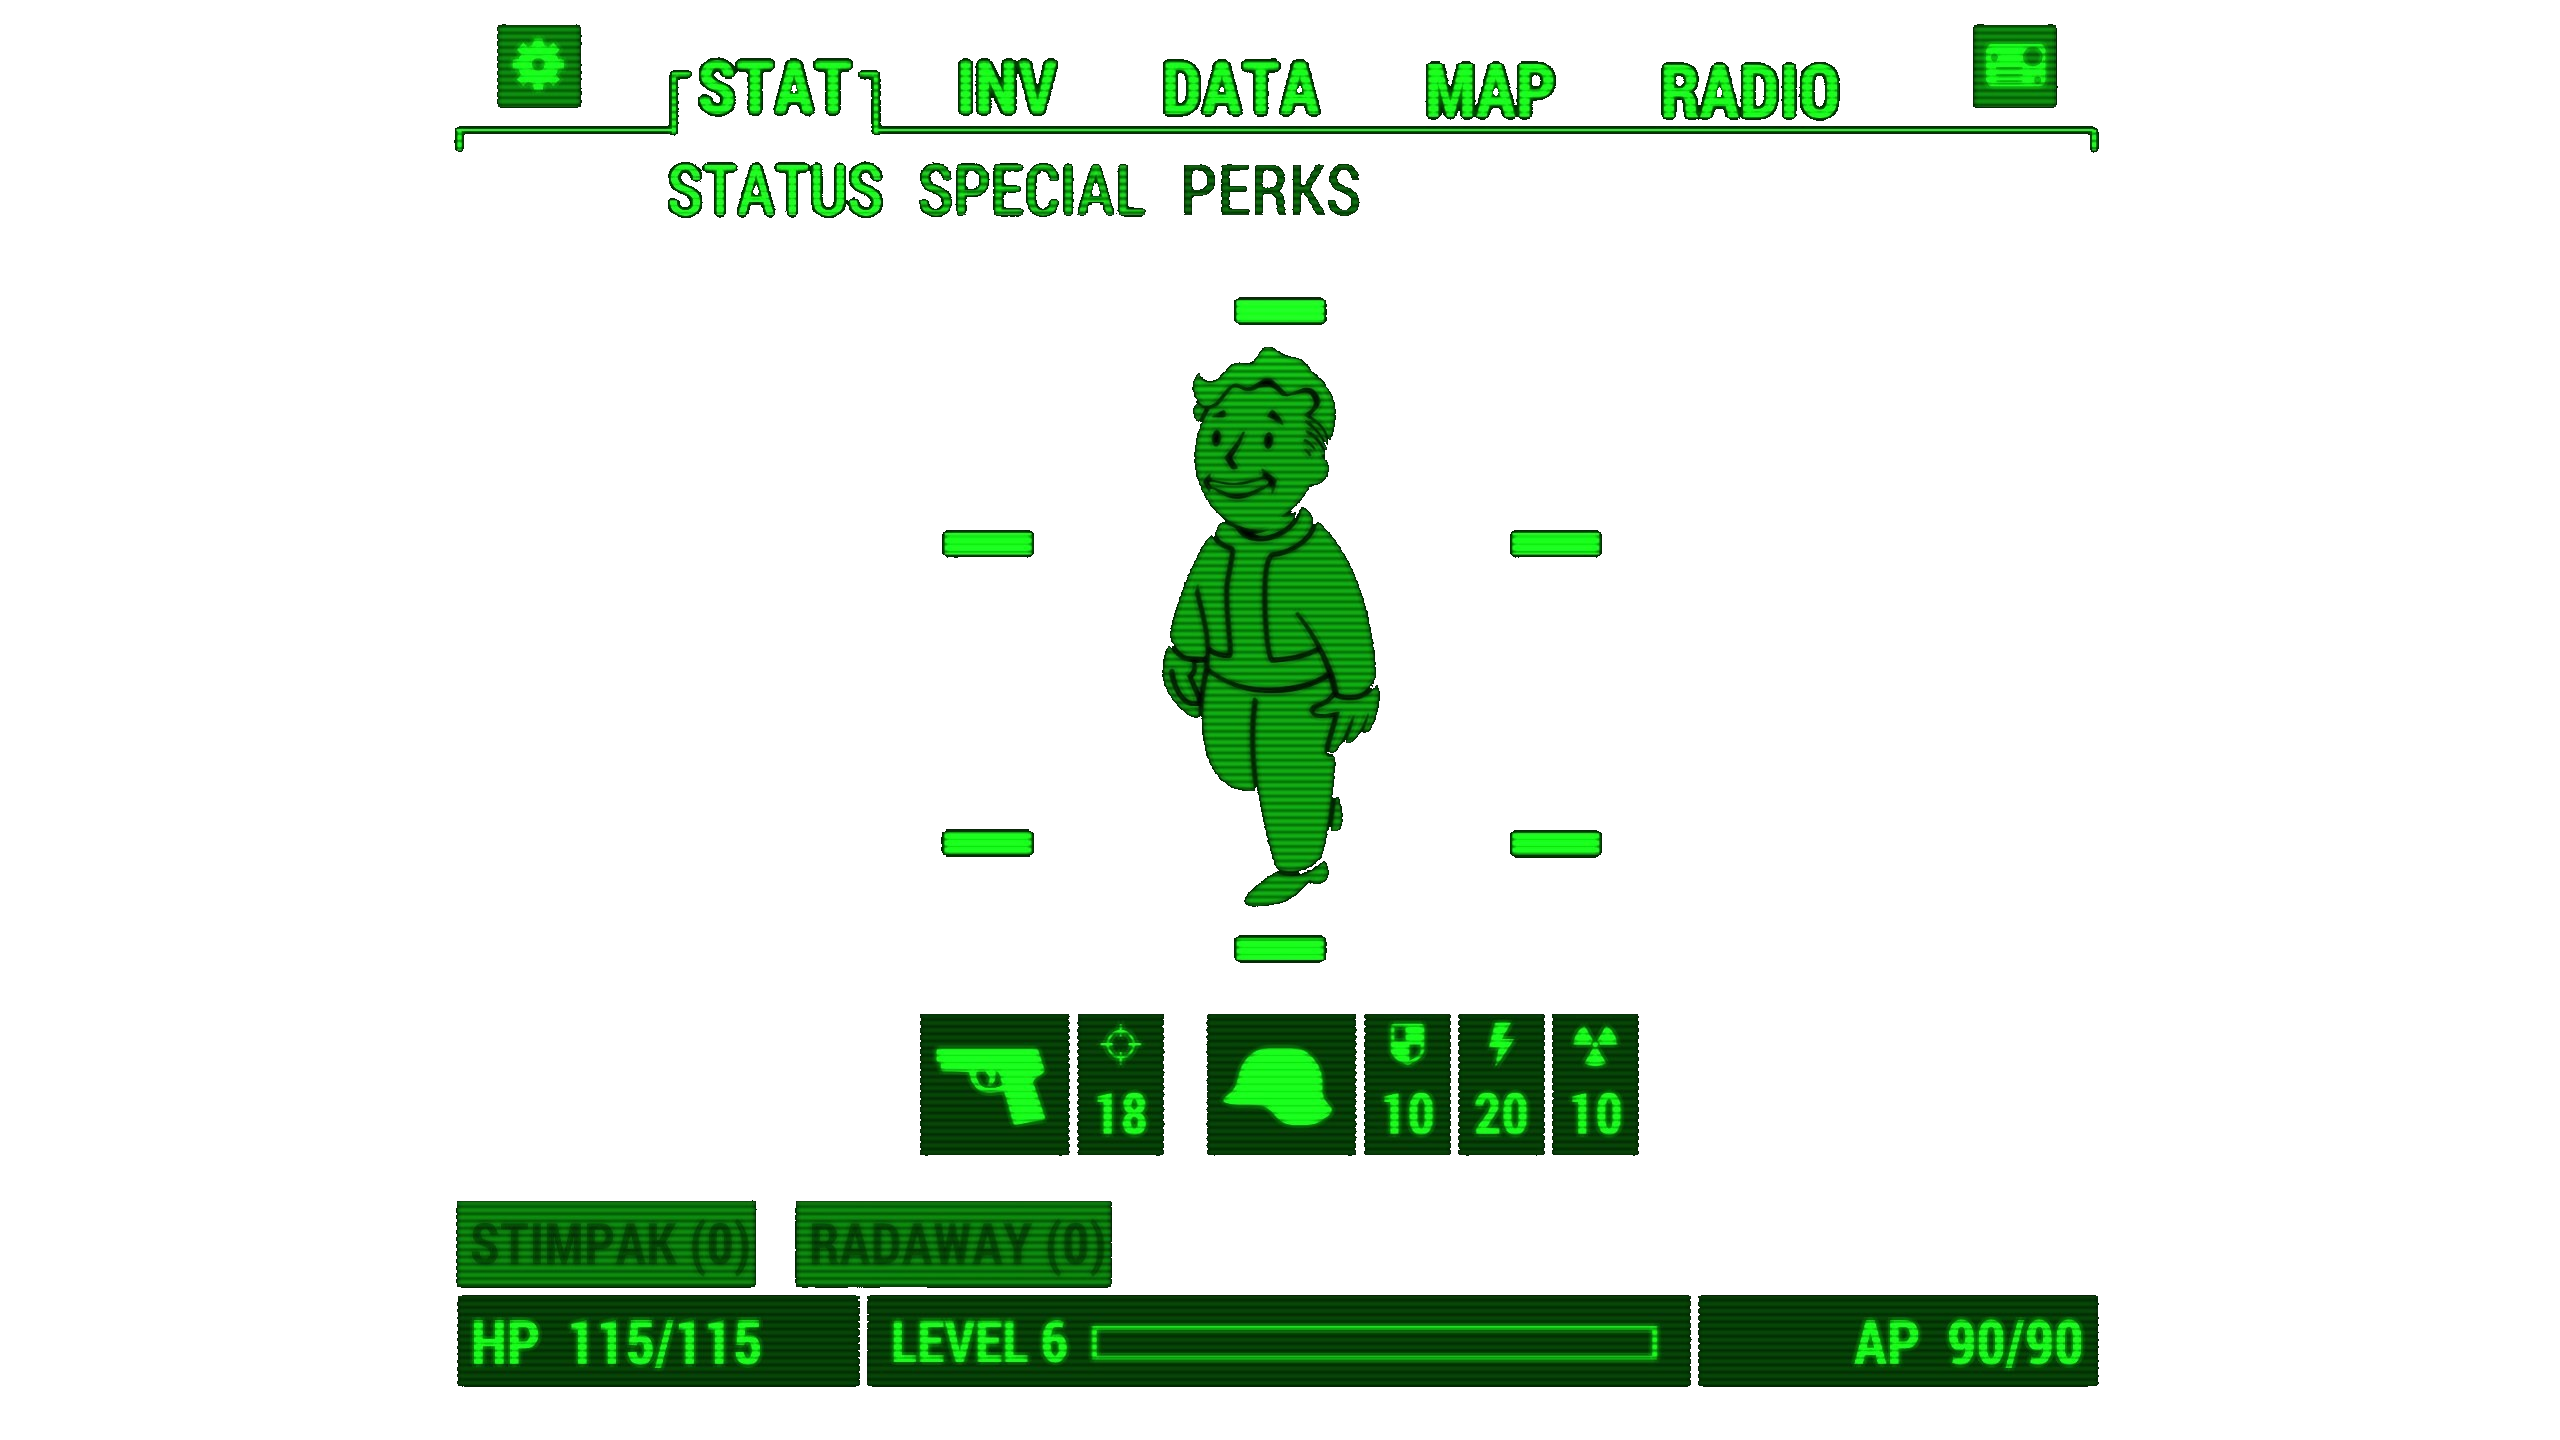 STAT INV DATA MAP RADIO
STATUS SPECIAL PERKS
18 10 20 10
STIMPAK (0) RADAWAY (0)
HP 115/115 LEVEL 6 AP 90/90